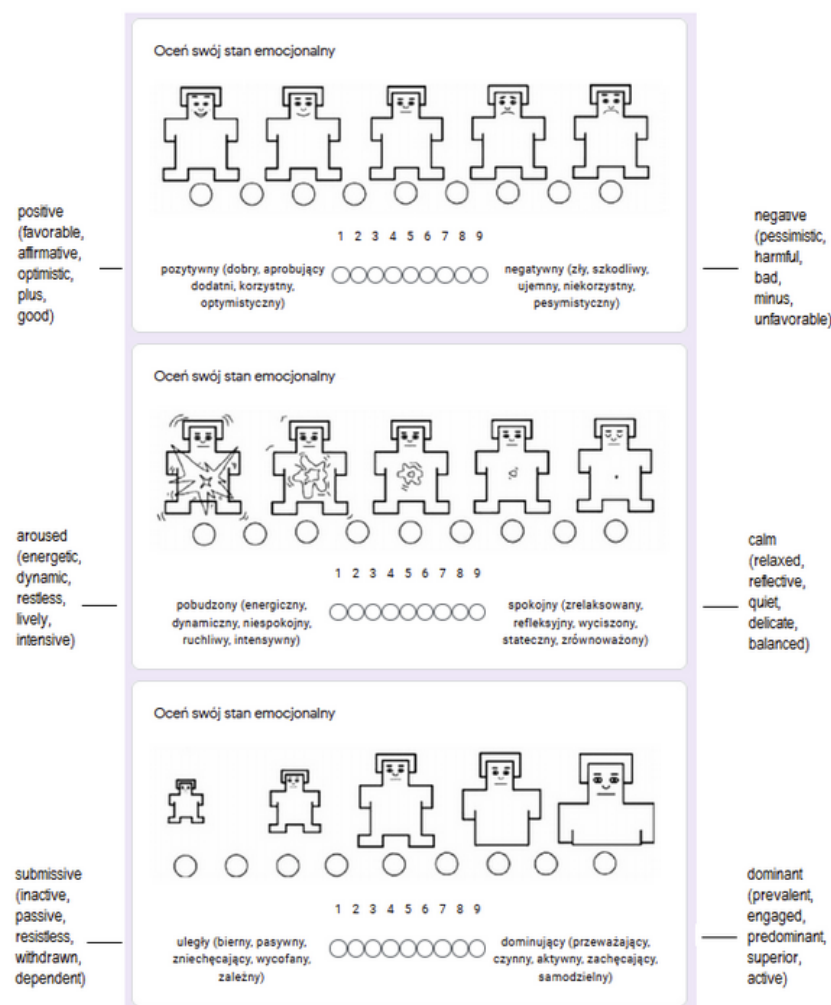 Oceń swój stan emocjonalny
positive
(favorable,
affirmative,
optimistic,
plus,
good)
1 2 3 4 5 6 7 8 9
pozytywny (dobry, aprobujący
dodatni, korzystny,
optymistyczny)
negatywny (zły, szkodliwy,
ujemny, niekorzystny,
pesymistyczny)
negative
(pessimistic,
harmful,
bad,
minus,
unfavorable)
Oceń swój stan emocjonalny
aroused
(energetic,
dynamic,
restless,
lively,
intensive)
1 2 3 4 5 6 7 8 9
pobudzony (energiczny,
dynamiczny, niespokojny,
ruchliwy, intensywny)
spokojny (zrelaksowany,
refleksyjny, wyciszony,
stateczny, zrównoważony)
calm
(relaxed,
reflective,
quiet,
delicate,
balanced)
Oceń swój stan emocjonalny
submissive
(inactive,
passive,
resistless,
withdrawn,
dependent)
1 2 3 4 5 6 7 8 9
uległy (bierny, pasywny,
zniechęcający, wycofany,
zależny)
dominujący (przeważający,
czynny, aktywny, zachęcający,
samodzielny)
dominant
(prevalent,
engaged,
predominant,
superior,
active)